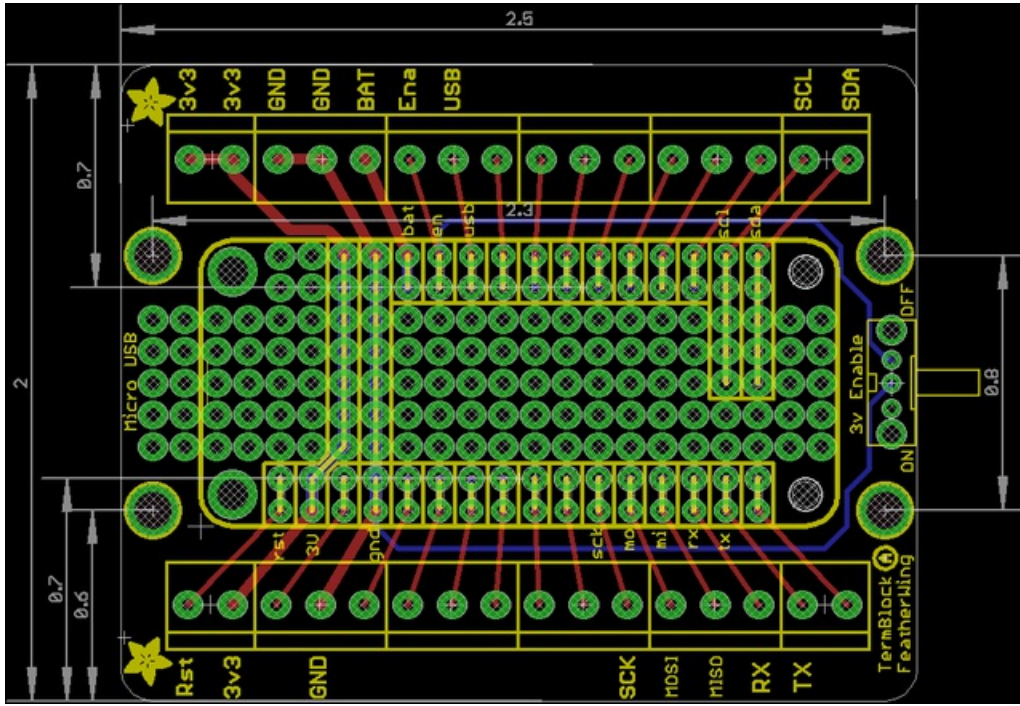 2.5
3v3
3v3
GND
GND
BAT
Ena
USB
SCL
SDA
0.7
2.3
bat
en
usb
scl
sda
Micro USB
2
OFF
3v Enable
ON
0.8
rst
3U
gnd
sck
mo
mi
rx
tx
0.7
0.6
Rst
3v3
GND
SCK
MOSI
MISO
RX
TX
TermBlock
FeatherWing